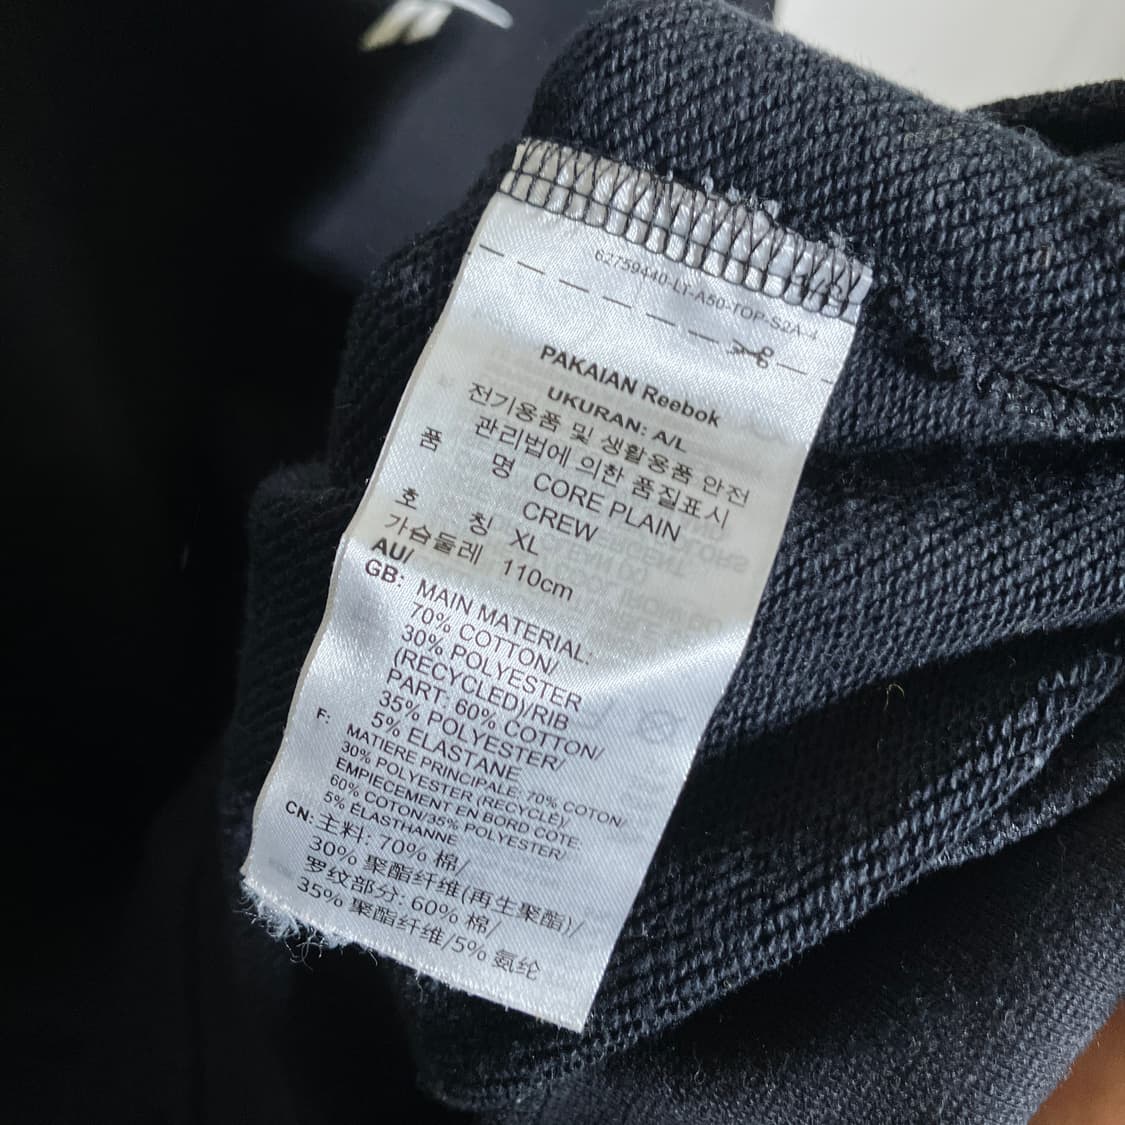 62759440-LT-A50-TOP-S2A-4
PAKAIAN Reebok
UKURAN: A/L
전기용품 및 생활용품 안전
관리법에 의한 품질표시
품 명 CORE PLAIN
CREW
호 칭 XL
가슴둘레 110cm
AU/
GB: MAIN MATERIAL:
70% COTTON/
30% POLYESTER
(RECYCLED)/RIB
PART: 60% COTTON/
35% POLYESTER/
5% ELASTANE
F: MATIERE PRINCIPALE: 70% COTON/
30% POLYESTER (RECYCLÉ)/
EMPIECEMENT EN BORD COTE:
60% COTON/35% POLYESTER/
5% ÉLASTHANNE
CN: 主料: 70% 棉/
30% 聚酯纤维(再生聚酯)/
罗纹部分: 60% 棉/
35% 聚酯纤维/5% 氨纶